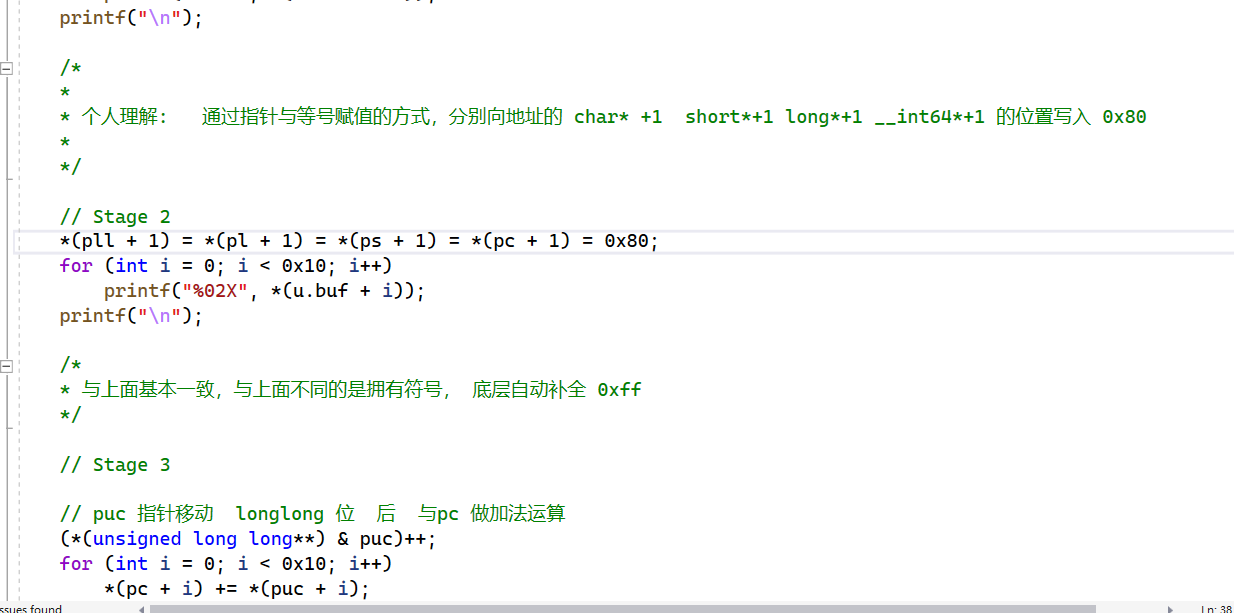 printf("\n");
/*
*
* 个人理解： 通过指针与等号赋值的方式，分别向地址的 char* +1 short*+1 long*+1 __int64*+1 的位置写入 0x80
*
*/
// Stage 2
*(pll + 1) = *(pl + 1) = *(ps + 1) = *(pc + 1) = 0x80;
for (int i = 0; i < 0x10; i++)
printf("%02X", *(u.buf + i));
printf("\n");
/*
* 与上面基本一致，与上面不同的是拥有符号， 底层自动补全 0xff
*/
// Stage 3
// puc 指针移动 longlong 位 后 与pc 做加法运算
(*(unsigned long long**) & puc)++;
for (int i = 0; i < 0x10; i++)
*(pc + i) += *(puc + i);
ssues found Ln: 38